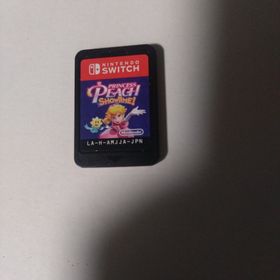 NINTENDO
SWITCH
PRINCESS
PEACH
SHOWTIME!
Nintendo
LA-H-AMJJA-JPN